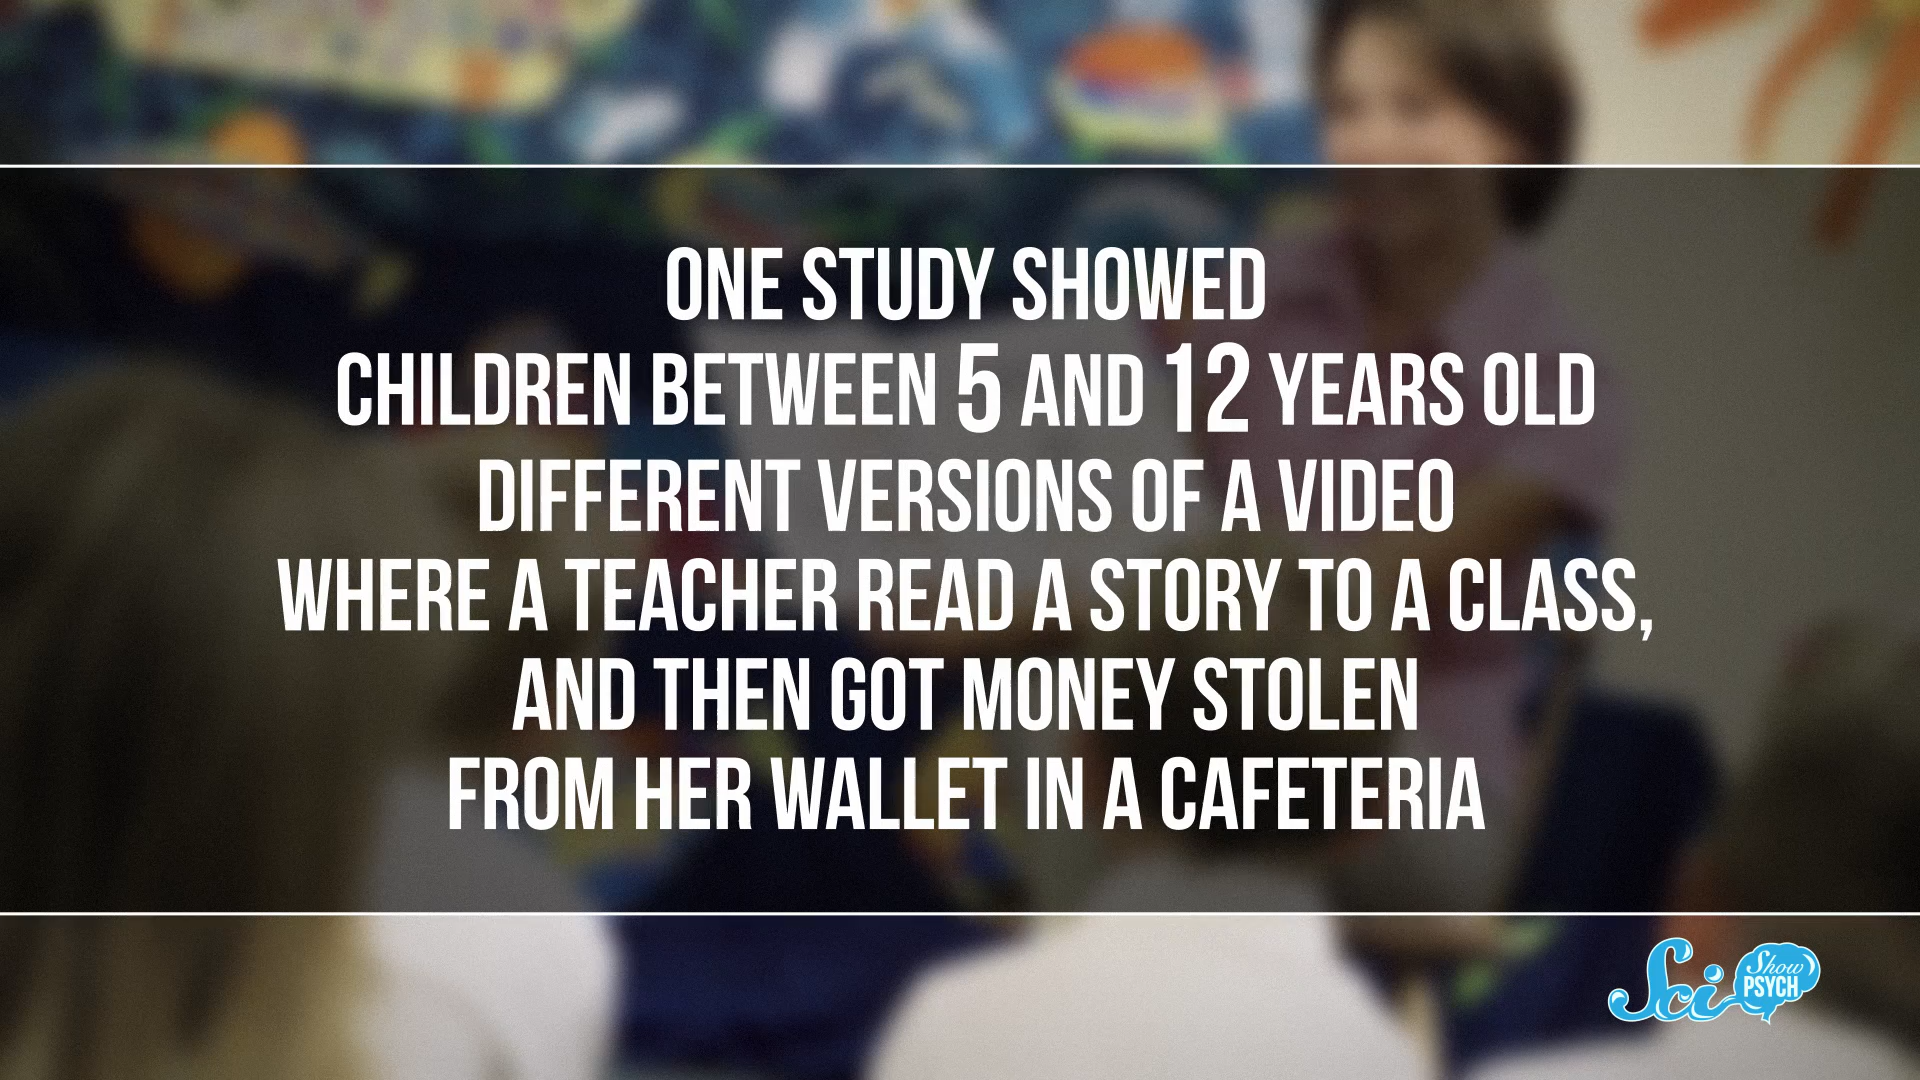 ONE STUDY SHOWED
CHILDREN BETWEEN 5 AND 12 YEARS OLD
DIFFERENT VERSIONS OF A VIDEO
WHERE A TEACHER READ A STORY TO A CLASS,
AND THEN GOT MONEY STOLEN
FROM HER WALLET IN A CAFETERIA
Sci Show
PSYCH